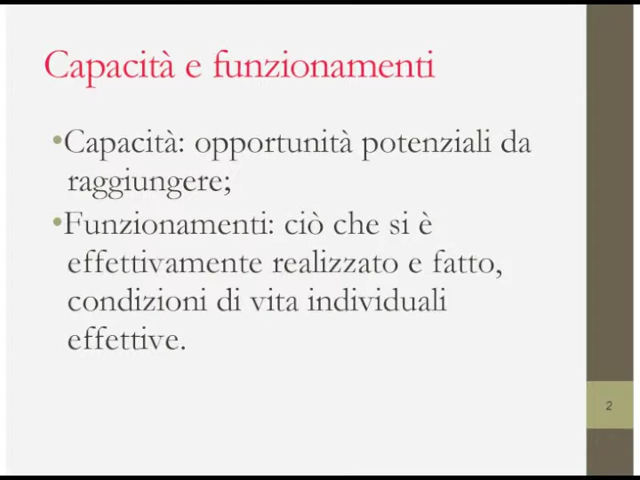 Capacità e funzionamenti
•Capacità: opportunità potenziali da
raggiungere;
•Funzionamenti: ciò che si è
effettivamente realizzato e fatto,
condizioni di vita individuali
effettive.
2